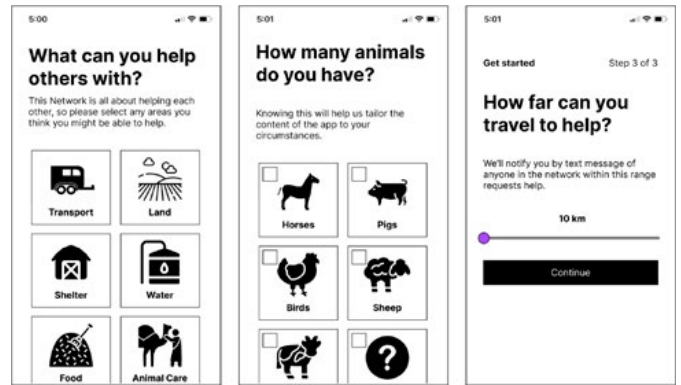 5:00
What can you help
others with?
This Network is all about helping each
other, so please select any areas you
think you might be able to help.
Transport
Land
Shelter
Water
Food
Animal Care
5:01
How many animals
do you have?
Knowing this will help us tailor the
content of the app to your
circumstances.
Horses
Pigs
Birds
Sheep
?
5:01
Get started
Step 3 of 3
How far can you
travel to help?
We'll notify you by text message of
anyone in the network within this range
requests help.
10 km
Continue